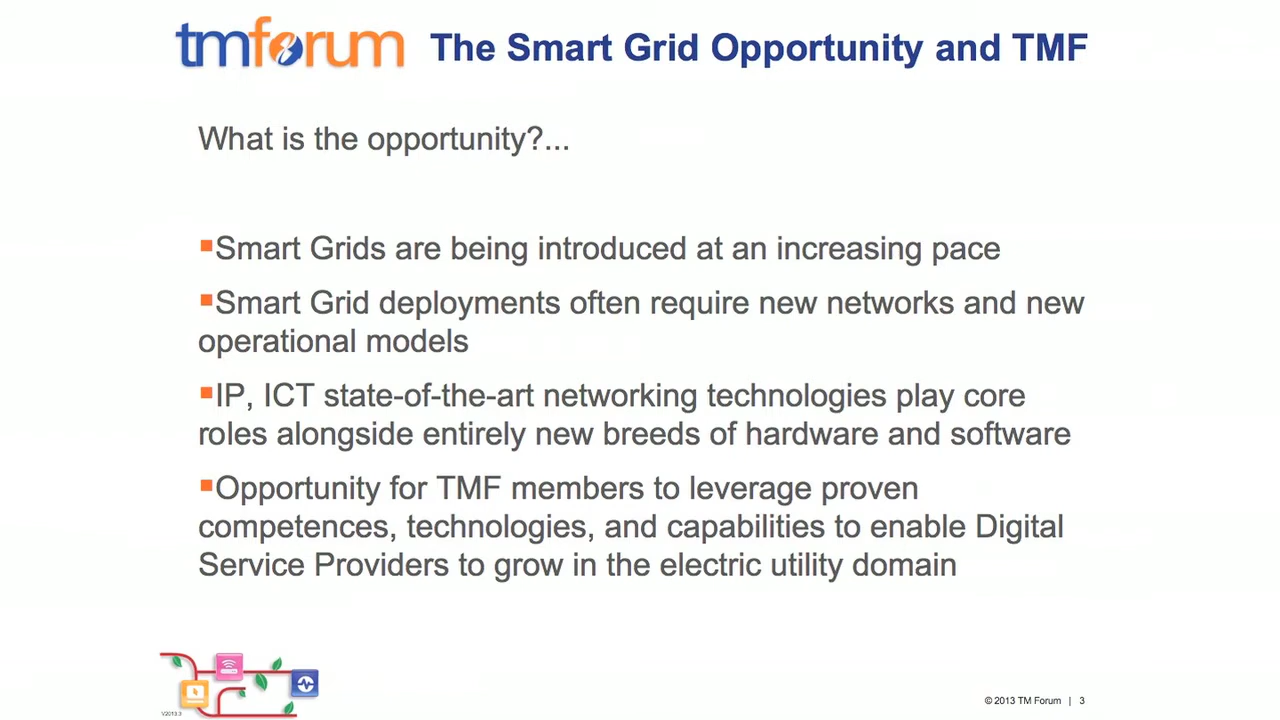 tmforum The Smart Grid Opportunity and TMF
What is the opportunity?...
▪Smart Grids are being introduced at an increasing pace
▪Smart Grid deployments often require new networks and new
operational models
▪IP, ICT state-of-the-art networking technologies play core
roles alongside entirely new breeds of hardware and software
▪Opportunity for TMF members to leverage proven
competences, technologies, and capabilities to enable Digital
Service Providers to grow in the electric utility domain
V2013.3
© 2013 TM Forum | 3